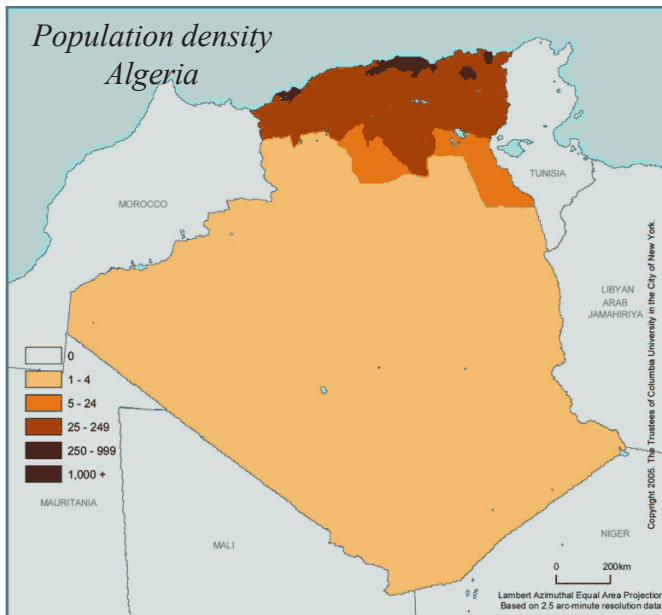 Population density
Algeria
MOROCCO
TUNISIA
LIBYAN
ARAB
JAMAHIRIYA
0
1 - 4
5 - 24
25 - 249
250 - 999
1,000 +
MAURITANIA
MALI
NIGER
Copyright 2005. The Trustees of Columbia University in the City of New York.
0 200km
Lambert Azimuthal Equal Area Projection
Based on 2.5 arc-minute resolution data